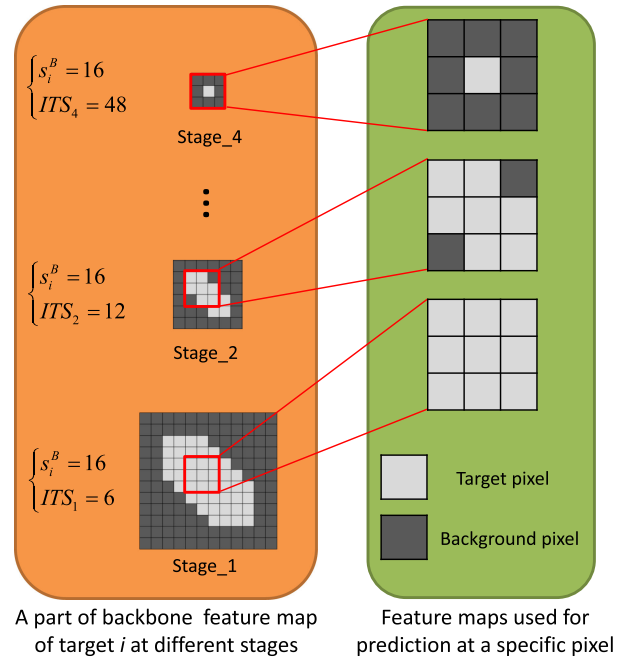 s_i^B = 16
ITS_4 = 48
Stage_4
s_i^B = 16
ITS_2 = 12
Stage_2
s_i^B = 16
ITS_1 = 6
Stage_1
Target pixel
Background pixel
A part of backbone feature map
of target i at different stages
Feature maps used for
prediction at a specific pixel